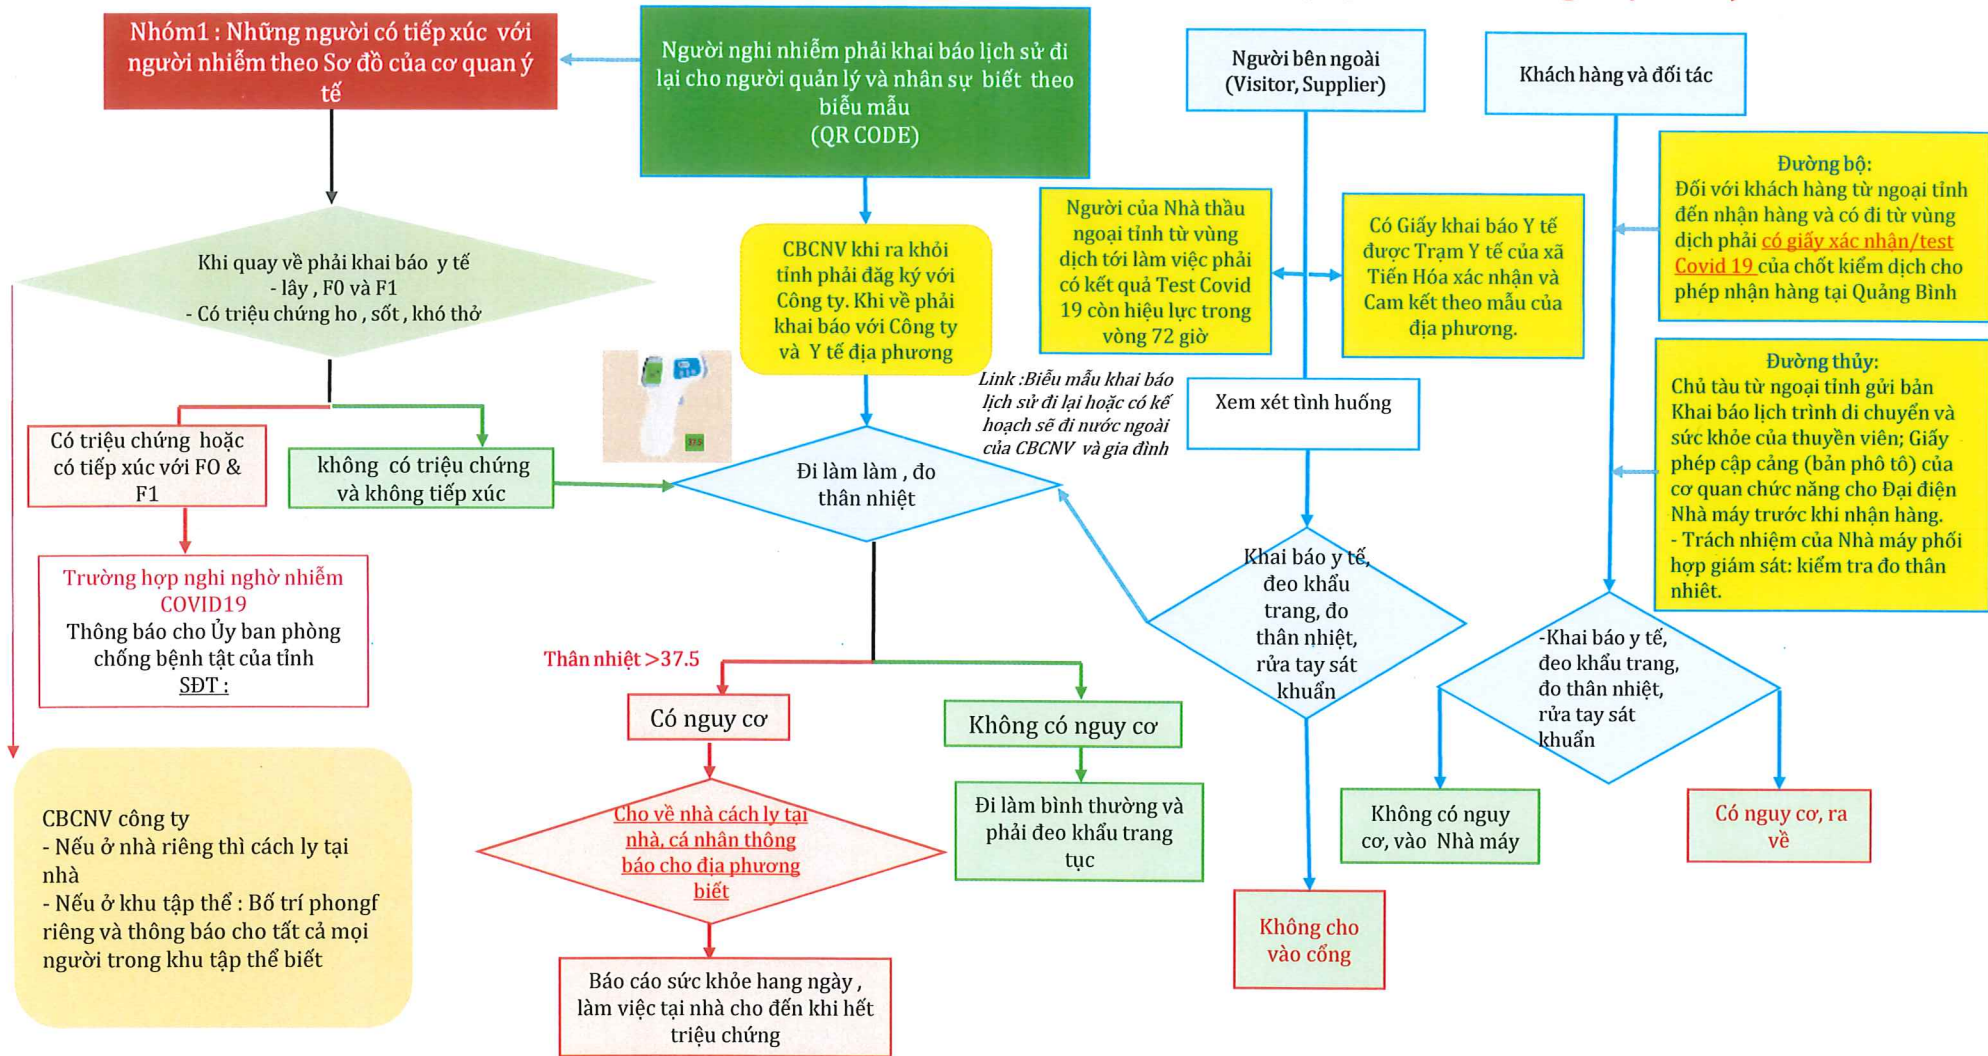 Nhóm1 : Những người có tiếp xúc với
người nhiễm theo Sơ đồ của cơ quan ý
tế
Người nghi nhiễm phải khai báo lịch sử đi
lại cho người quản lý và nhân sự biết theo
biễu mẫu
(QR CODE)
Người bên ngoài
(Visitor, Supplier)
Khách hàng và đối tác
Đường bộ:
Đối với khách hàng từ ngoại tỉnh
đến nhận hàng và có đi từ vùng
dịch phải có giấy xác nhận/test
Covid 19 của chốt kiểm dịch cho
phép nhận hàng tại Quảng Bình
Người của Nhà thầu
ngoại tỉnh từ vùng
dịch tới làm việc phải
có kết quả Test Covid
19 còn hiệu lực trong
vòng 72 giờ
Có Giấy khai báo Y tế
được Trạm Y tế của xã
Tiến Hóa xác nhận và
Cam kết theo mẫu của
địa phương.
CBCNV khi ra khỏi
tỉnh phải đăg ký với
Công ty. Khi về phải
khai báo với Công ty
và Y tế địa phương
Khi quay về phải khai báo y tế
- lây , F0 và F1
- Có triệu chứng ho , sốt , khó thở
Đường thủy:
Chủ tàu từ ngoại tỉnh gửi bản
Khai báo lịch trình di chuyển và
sức khỏe của thuyền viên; Giấy
phép cập cảng (bản phô tô) của
cơ quan chức năng cho Đại điện
Nhà máy trước khi nhận hàng.
- Trách nhiệm của Nhà máy phối
hợp giám sát: kiểm tra đo thân
nhiêt.
Link :Biễu mẫu khai báo
lịch sử đi lại hoặc có kế
hoạch sẽ đi nước ngoài
của CBCNV và gia đình
Xem xét tình huống
Có triệu chứng hoặc
có tiếp xúc với FO &
F1
không có triệu chứng
và không tiếp xúc
37.5
Đi làm làm , đo
thân nhiệt
Trường hợp nghi nghờ nhiễm
COVID19
Thông báo cho Ủy ban phòng
chống bệnh tật của tỉnh
SĐT :
Khai báo y tế,
đeo khẩu
trang, đo
thân nhiệt,
rửa tay sát
khuẩn
-Khai báo y tế,
đeo khẩu trang,
đo thân nhiệt,
rửa tay sát
khuẩn
Thân nhiệt >37.5
Có nguy cơ
Không có nguy cơ
Cho về nhà cách ly tại
nhà, cá nhân thông
báo cho địa phương
biết
Đi làm bình thường và
phải đeo khẩu trang
tục
Không có nguy
cơ, vào Nhà máy
Có nguy cơ, ra
về
CBCNV công ty
- Nếu ở nhà riêng thì cách ly tại
nhà
- Nếu ở khu tập thể : Bố trí phongf
riêng và thông báo cho tất cả mọi
người trong khu tập thể biết
Không cho
vào cổng
Báo cáo sức khỏe hang ngày ,
làm việc tại nhà cho đến khi hết
triệu chứng